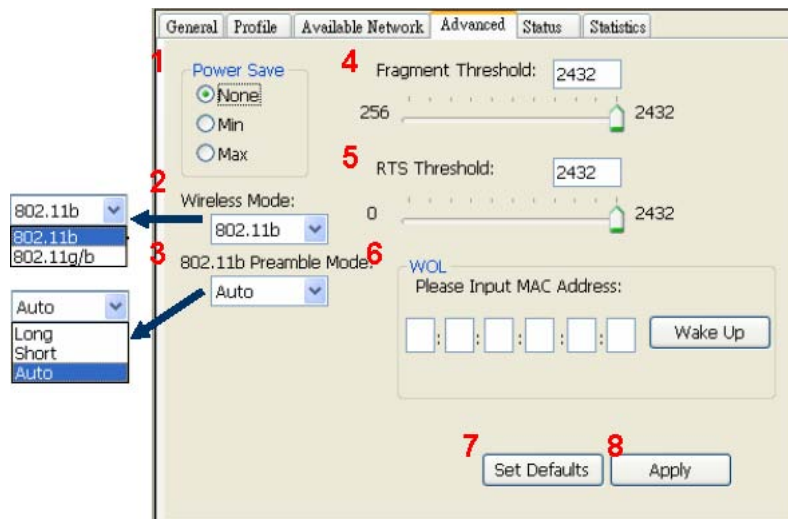 General Profile Available Network Advanced Status Statistics
1
Power Save
None
Min
Max
2
Wireless Mode:
802.11b
802.11b
802.11b
802.11g/b
3
802.11b Preamble Mode:
Auto
Auto
Long
Short
Auto
4
Fragment Threshold: 2432
256 2432
5
RTS Threshold: 2432
0 2432
6
WOL
Please Input MAC Address:
: : : : : Wake Up
7
Set Defaults
8
Apply